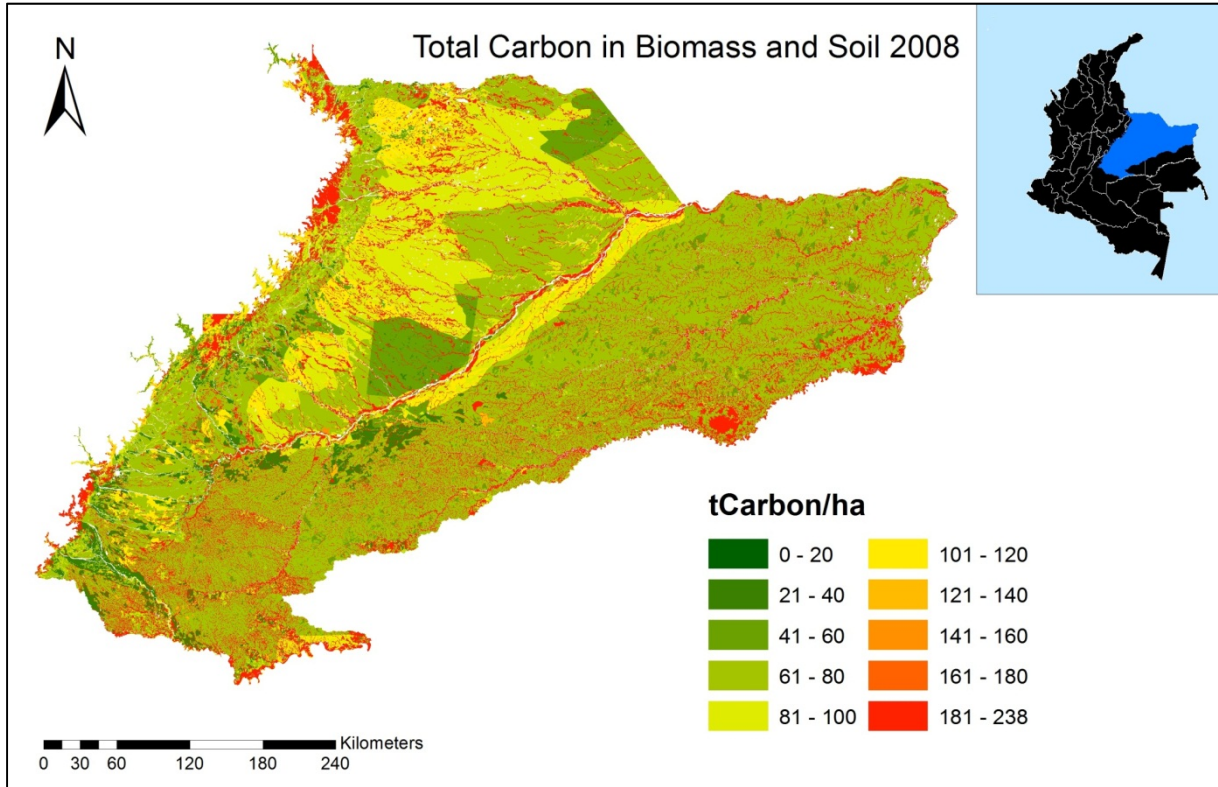 Total Carbon in Biomass and Soil 2008
N
tCarbon/ha
0 - 20
21 - 40
41 - 60
61 - 80
81 - 100
101 - 120
121 - 140
141 - 160
161 - 180
181 - 238
Kilometers
0 30 60 120 180 240